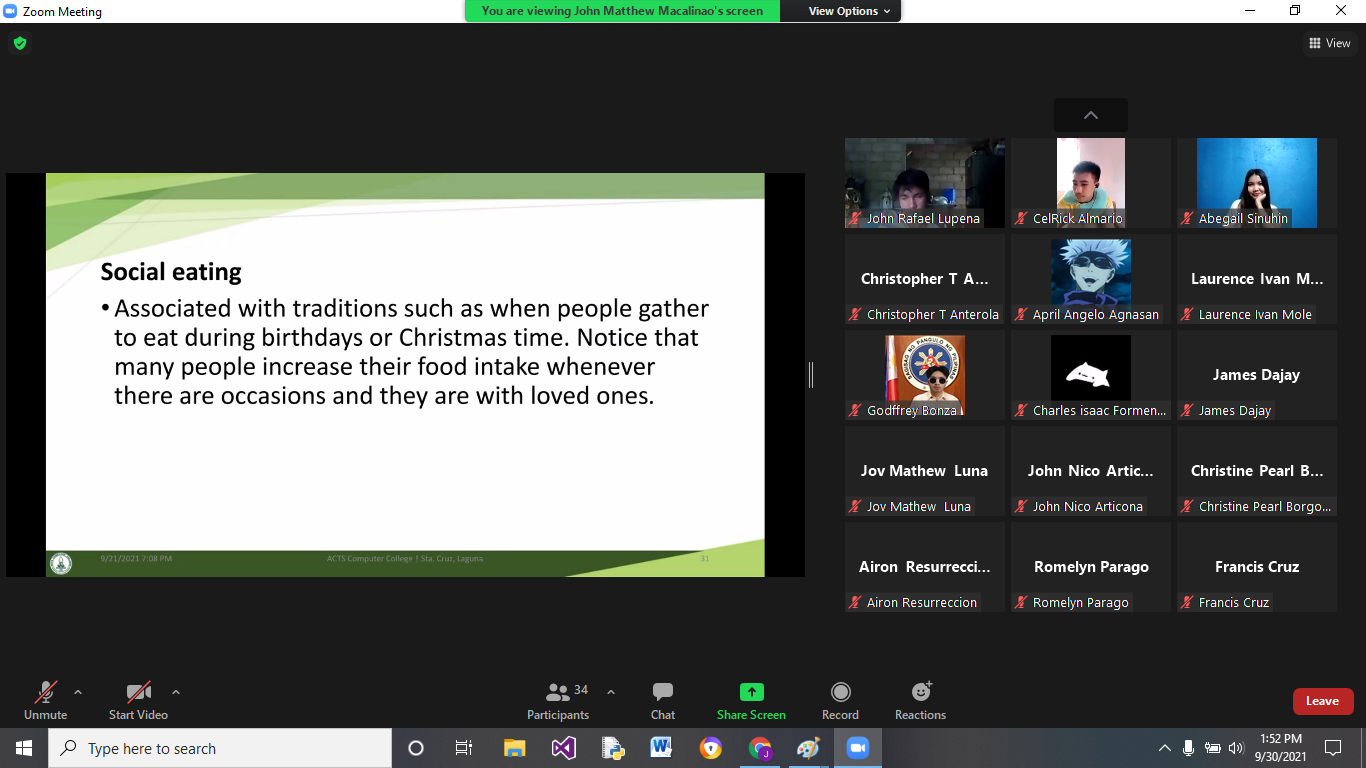 Zoom Meeting
You are viewing John Matthew Macalinao's screen
View Options
View
Social eating
• Associated with traditions such as when people gather
to eat during birthdays or Christmas time. Notice that
many people increase their food intake whenever
there are occasions and they are with loved ones.
9/21/2021 7:08 PM
ACTS Computer College | Sta. Cruz, Laguna
31
John Rafael Lupena
CelRick Almario
Abegail Sinuhin
Christopher T A...
Laurence Ivan M...
Christopher T Anterola
April Angelo Agnasan
Laurence Ivan Mole
James Dajay
Godffrey Bonza
Charles isaac Formen...
James Dajay
Jov Mathew Luna
John Nico Artic...
Christine Pearl B...
Jov Mathew Luna
John Nico Articona
Christine Pearl Borgo...
Airon Resurrecci...
Romelyn Parago
Francis Cruz
Airon Resurreccion
Romelyn Parago
Francis Cruz
Unmute
Start Video
34
Participants
Chat
Share Screen
Record
Reactions
Leave
Type here to search
1:52 PM
9/30/2021